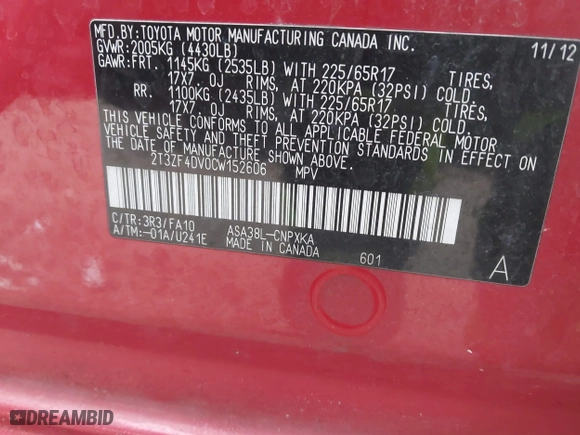 MFD.BY:TOYOTA MOTOR MANUFACTURING CANADA INC.
GVWR:2005KG (4430LB) 11/12
GAWR:FRT. 1145KG (2535LB) WITH 225/65R17 TIRES,
17X7. 0J RIMS, AT 220KPA (32PSI) COLD.
RR. 1100KG (2435LB) WITH 225/65R17 TIRES,
17X7. 0J RIMS, AT 220KPA (32PSI) COLD.
THIS VEHICLE CONFORMS TO ALL APPLICABLE FEDERAL MOTOR
VEHICLE SAFETY AND THEFT PREVENTION STANDARDS IN EFFECT ON
THE DATE OF MANUFACTURE SHOWN ABOVE.
2T3ZF4DV0CW152606 MPV
C/TR:3R3/FA10 ASA38L-CNPXKA
A/TM:-01A/U241E MADE IN CANADA 601 A
DREAMBID